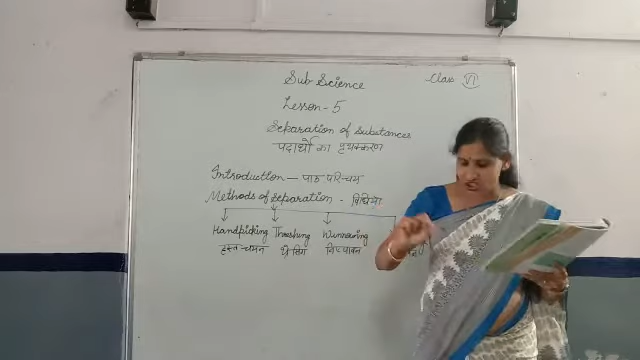 Sub-Science
Class VI
Lesson-5
Separation of Substances
पदार्थो का पृथक्करण
Introduction - पाठ परिचय
Methods of separation - विधियां
Handpicking Threshing Winnowing
हस्त चयन थ्रेशिंग निष्पावन